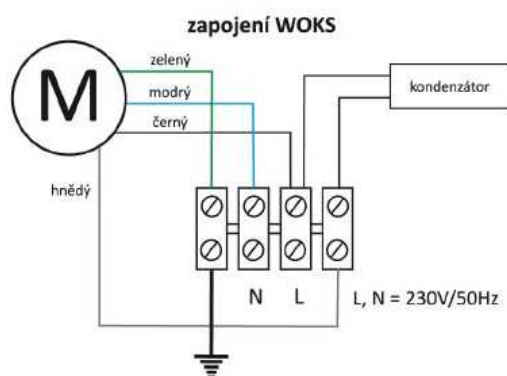 zapojení WOKS
zelený
M
modrý
kondenzátor
černý
hnědý
N L
L, N = 230V/50Hz